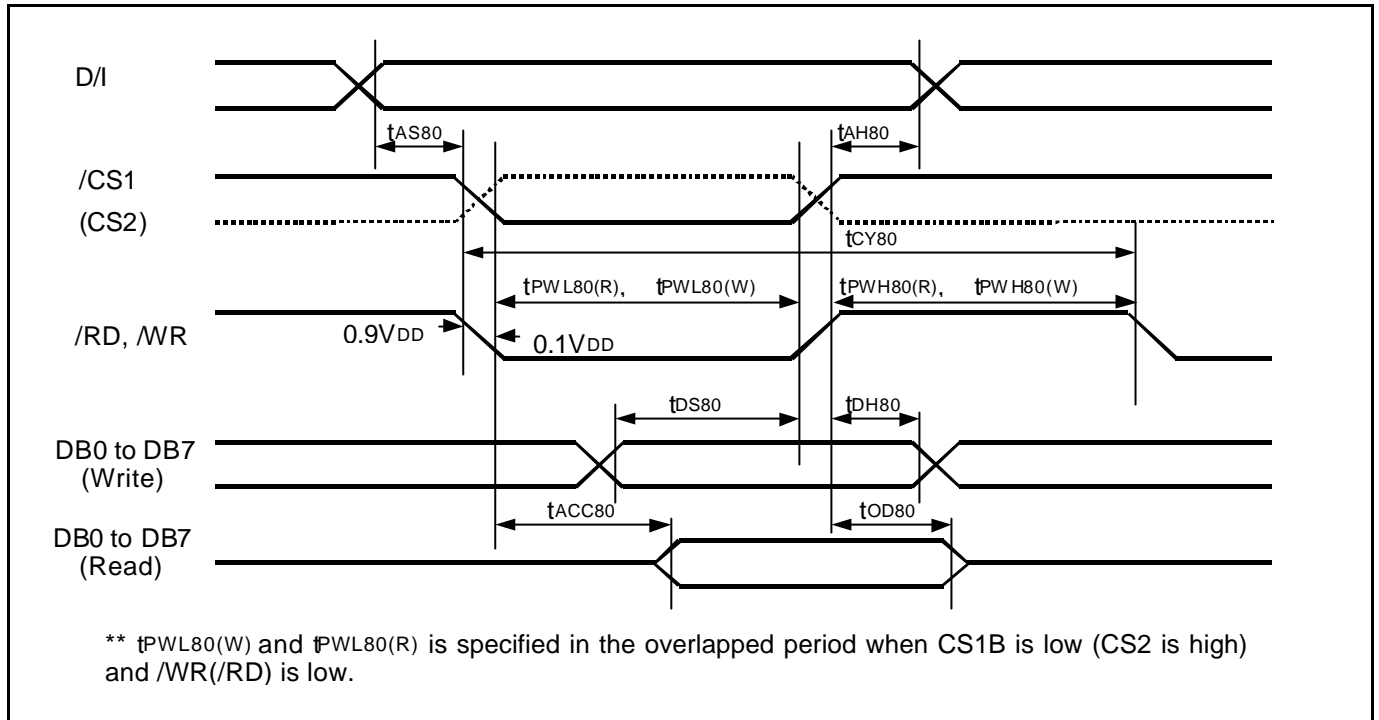 D/I
tAS80
tAH80
/CS1
(CS2)
tCY80
tPWL80(R), tPWL80(W)
tPWH80(R), tPWH80(W)
/RD, /WR
0.9VDD
0.1VDD
tDS80
tDH80
DB0 to DB7
(Write)
tACC80
tOD80
DB0 to DB7
(Read)
** tPWL80(W) and tPWL80(R) is specified in the overlapped period when CS1B is low (CS2 is high)
and /WR(/RD) is low.